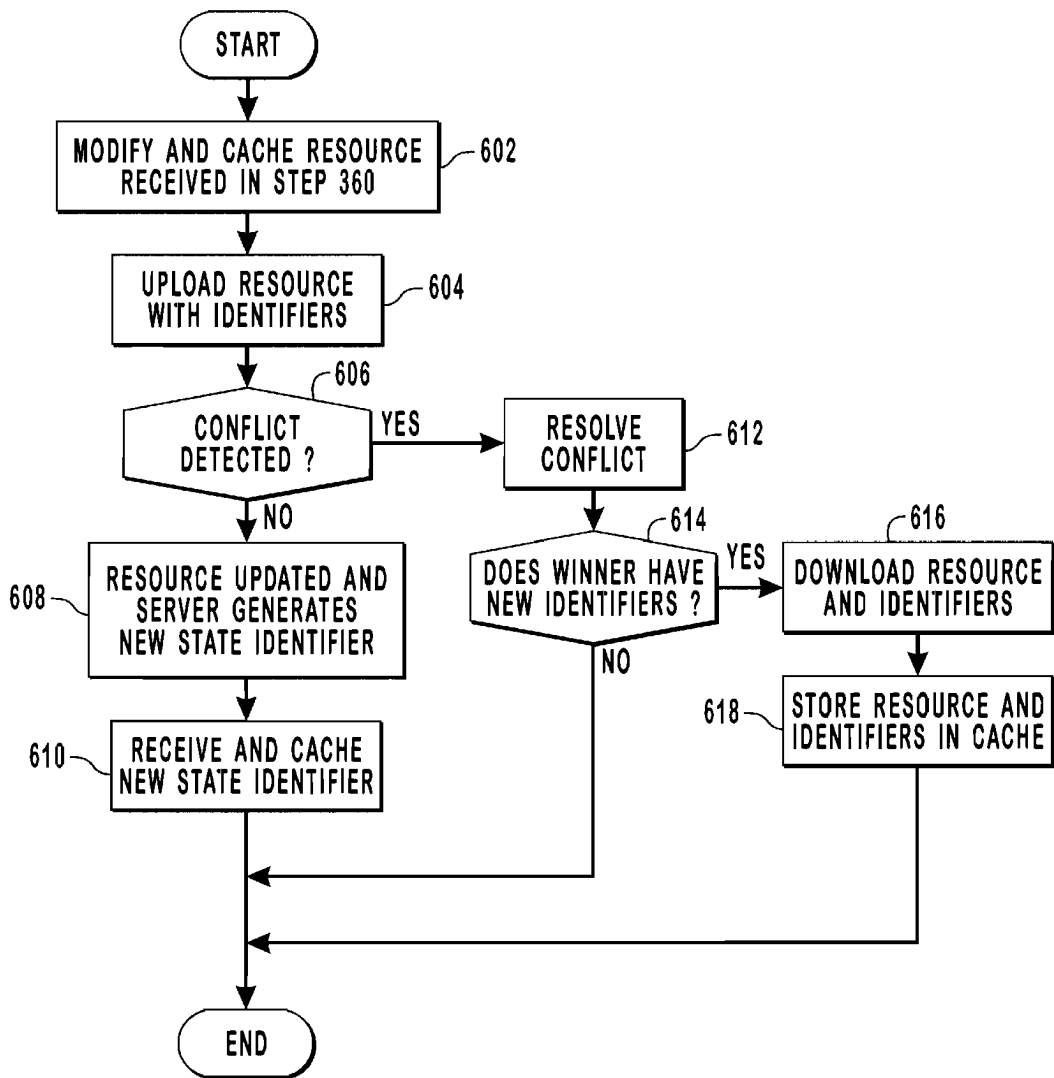 START
MODIFY AND CACHE RESOURCE
RECEIVED IN STEP 360
602
UPLOAD RESOURCE
WITH IDENTIFIERS
604
606
CONFLICT
DETECTED ?
YES
NO
RESOLVE
CONFLICT
612
614
DOES WINNER HAVE
NEW IDENTIFIERS ?
YES
NO
616
DOWNLOAD RESOURCE
AND IDENTIFIERS
608
RESOURCE UPDATED AND
SERVER GENERATES
NEW STATE IDENTIFIER
618
STORE RESOURCE AND
IDENTIFIERS IN CACHE
610
RECEIVE AND CACHE
NEW STATE IDENTIFIER
END